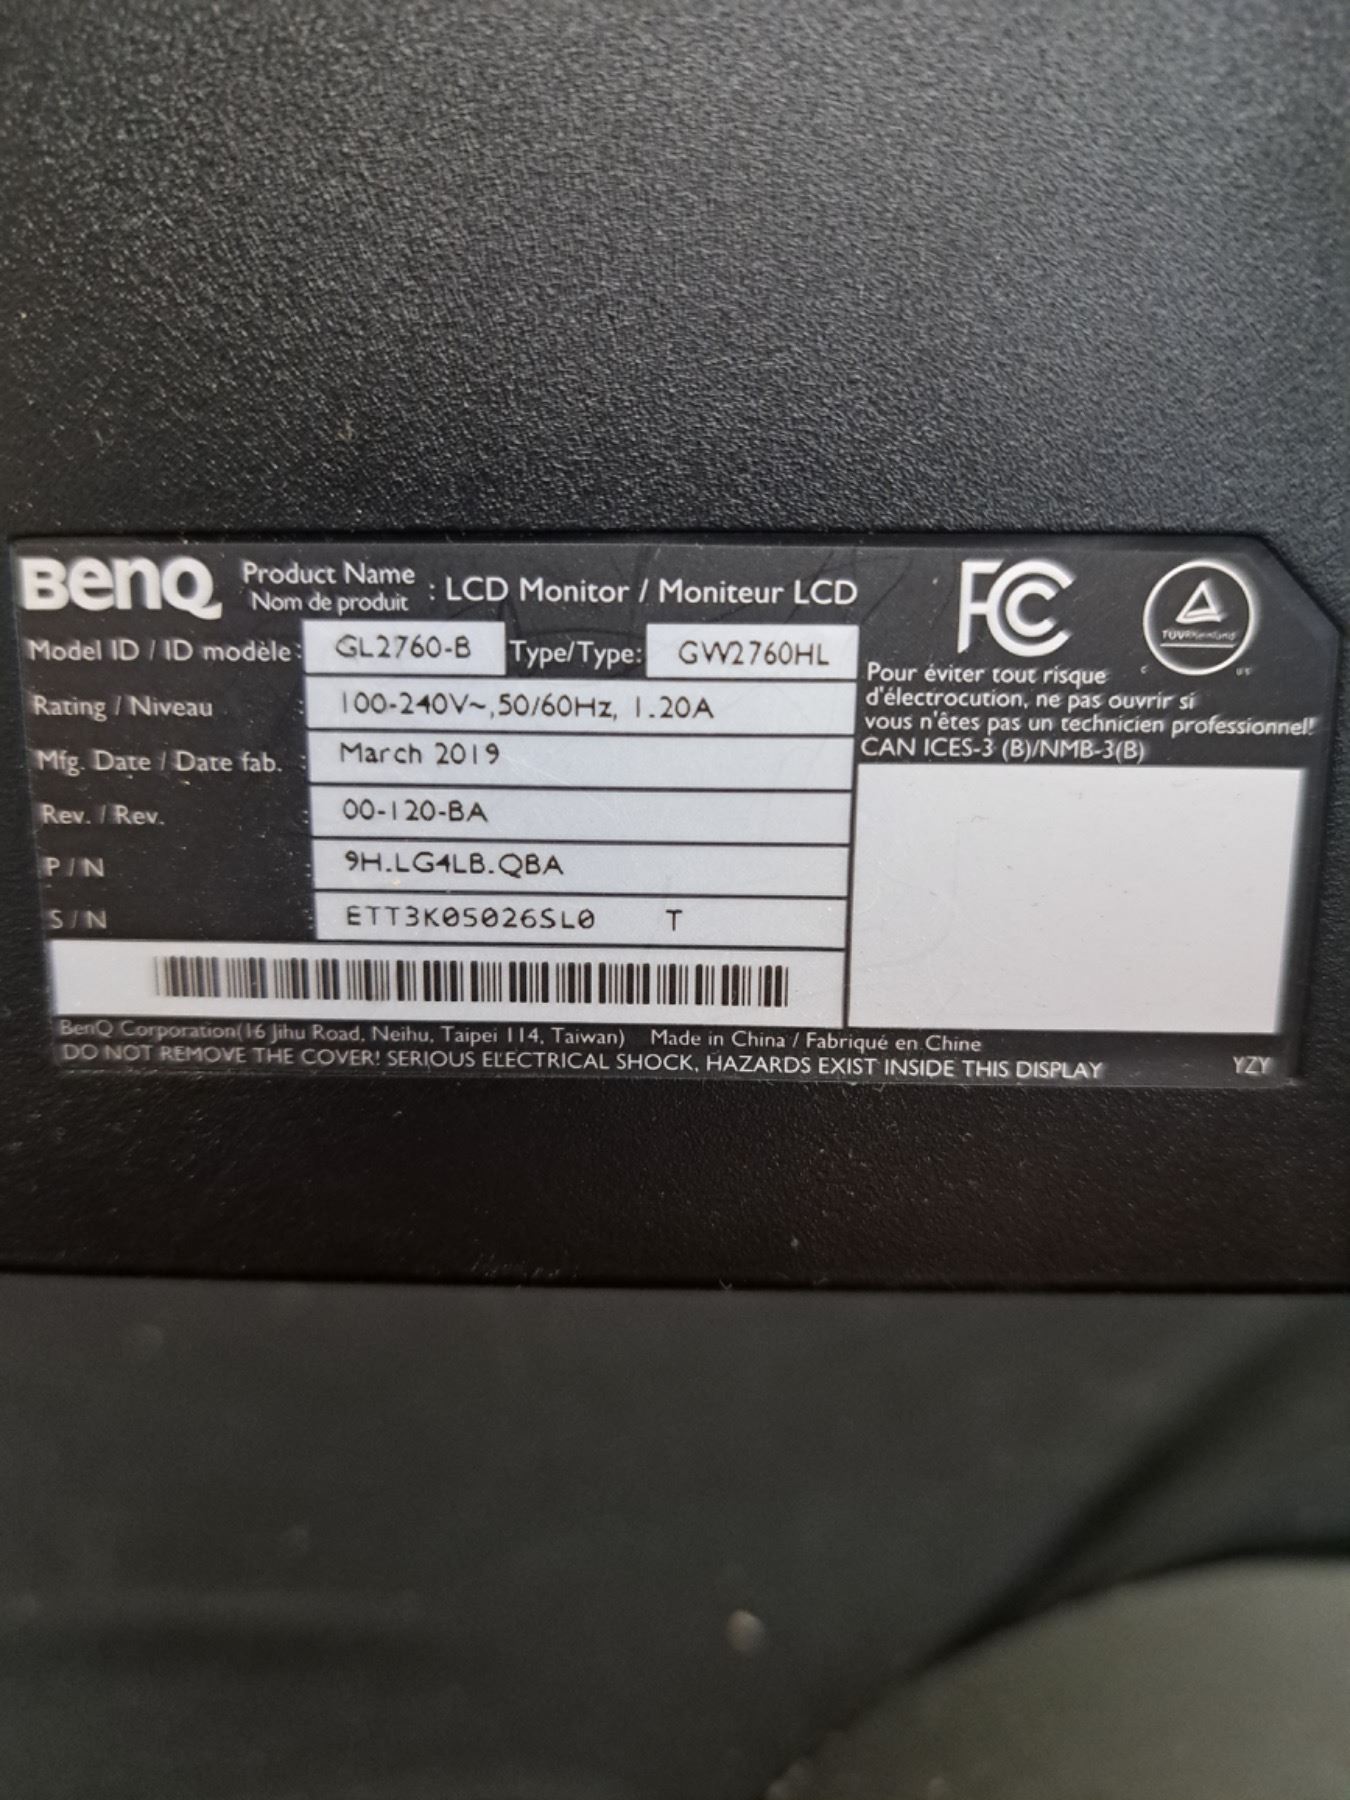 BenQ Product Name : LCD Monitor / Moniteur LCD
Nom de produit
FC
TÜVRheinland
C US
Model ID / ID modèle: GL2760-B Type/Type: GW2760HL
Rating / Niveau : 100-240V~,50/60Hz, 1.20A
Mfg. Date / Date fab. : March 2019
Rev. / Rev. : 00-120-BA
P/N : 9H.LG4LB.QBA
S/N : ETT3K05026SL0 T
Pour éviter tout risque
d'électrocution, ne pas ouvrir si
vous n'êtes pas un technicien professionnel!
CAN ICES-3 (B)/NMB-3(B)
BenQ Corporation(16 Jihu Road, Neihu, Taipei 114, Taiwan) Made in China / Fabriqué en Chine
DO NOT REMOVE THE COVER! SERIOUS ELECTRICAL SHOCK, HAZARDS EXIST INSIDE THIS DISPLAY YZY